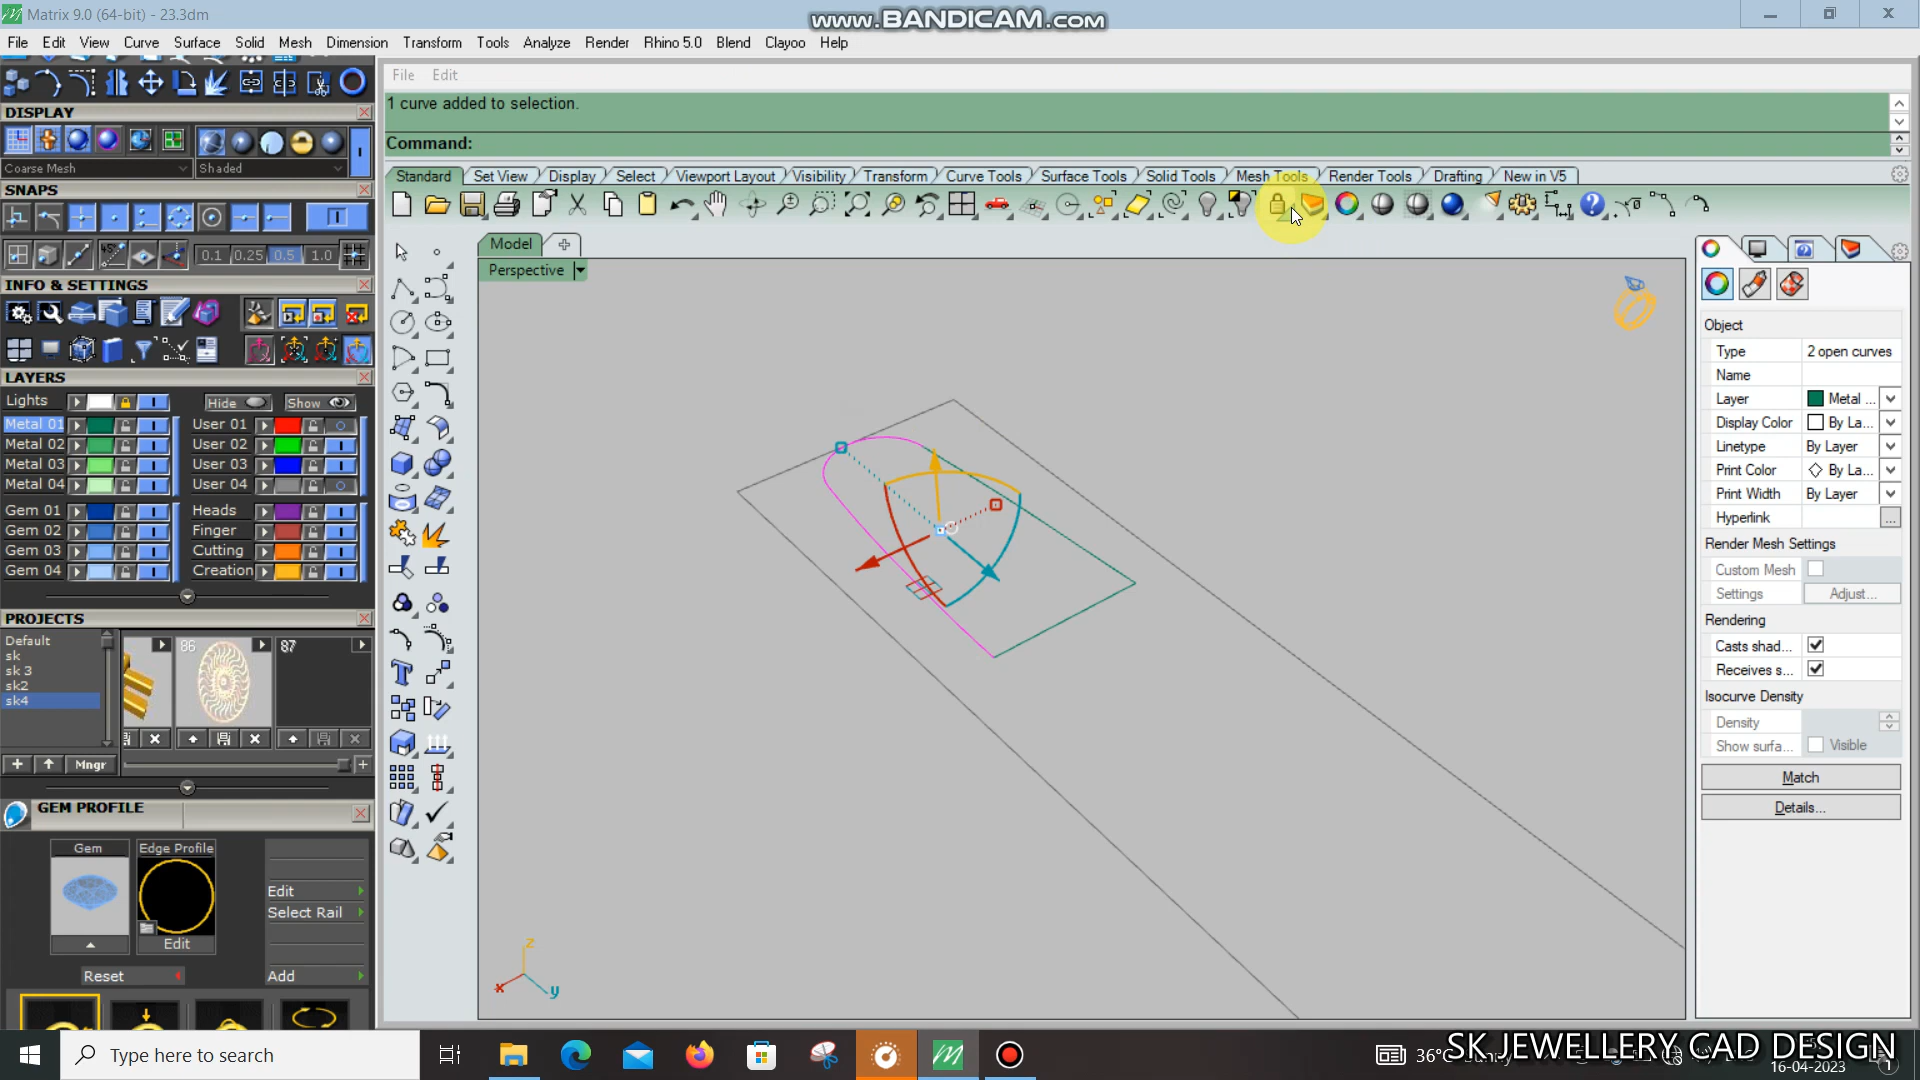 Matrix 9.0 (64-bit) - 23.3dm
www.BANDICAM.com
File Edit View Curve Surface Solid Mesh Dimension Transform Tools Analyze Render Rhino 5.0 Blend Clayoo Help
File Edit
1 curve added to selection.
Command:
DISPLAY
Coarse Mesh Shaded
Standard Set View Display Select Viewport Layout Visibility Transform Curve Tools Surface Tools Solid Tools Mesh Tools Render Tools Drafting New in V5
SNAPS
0.1 0.25 0.5 1.0
Model
Perspective
INFO & SETTINGS
LAYERS
Lights Hide Show
Metal 01 User 01
Metal 02 User 02
Metal 03 User 03
Metal 04 User 04
Gem 01 Heads
Gem 02 Finger
Gem 03 Cutting
Gem 04 Creation
PROJECTS
Default
sk
sk 3
sk2
sk4
86 87
Mngr
GEM PROFILE
Gem Edge Profile
Edit
Select Rail
Edit
Reset Add
x y z
Object
Type 2 open curves
Name
Layer Metal ...
Display Color By La...
Linetype By Layer
Print Color By La...
Print Width By Layer
Hyperlink ...
Render Mesh Settings
Custom Mesh
Settings Adjust...
Rendering
Casts shad...
Receives s...
Isocurve Density
Density
Show surfa... Visible
Match
Details...
Type here to search
36°C
SK JEWELLERY CAD DESIGN
16-04-2023
1